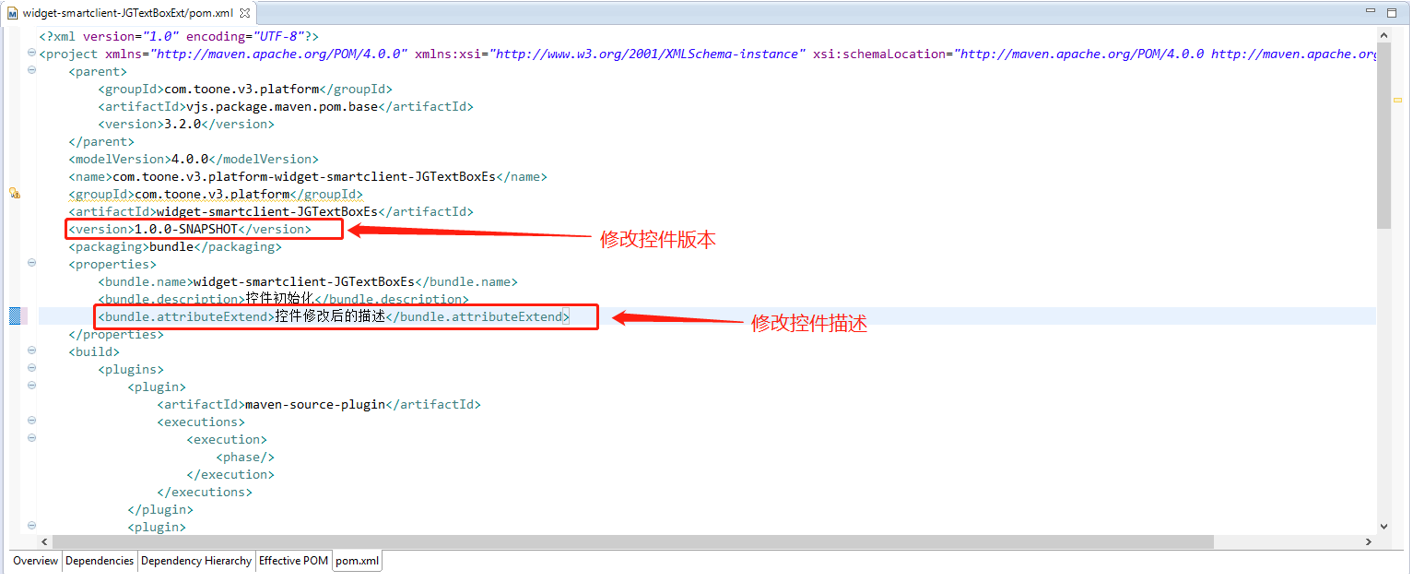 widget-smartclient-JGTextBoxExt/pom.xml
<?xml version="1.0" encoding="UTF-8"?>
<project xmlns="http://maven.apache.org/POM/4.0.0" xmlns:xsi="http://www.w3.org/2001/XMLSchema-instance" xsi:schemaLocation="http://maven.apache.org/POM/4.0.0 http://maven.apache.org
<parent>
<groupId>com.toone.v3.platform</groupId>
<artifactId>vjs.package.maven.pom.base</artifactId>
<version>3.2.0</version>
</parent>
<modelVersion>4.0.0</modelVersion>
<name>com.toone.v3.platform-widget-smartclient-JGTextBoxEs</name>
<groupId>com.toone.v3.platform</groupId>
<artifactId>widget-smartclient-JGTextBoxEs</artifactId>
<version>1.0.0-SNAPSHOT</version>
修改控件版本
<packaging>bundle</packaging>
<properties>
<bundle.name>widget-smartclient-JGTextBoxEs</bundle.name>
<bundle.description>控件初始化</bundle.description>
<bundle.attributeExtend>控件修改后的描述</bundle.attributeExtend>
修改控件描述
</properties>
<build>
<plugins>
<plugin>
<artifactId>maven-source-plugin</artifactId>
<executions>
<execution>
<phase/>
</execution>
</executions>
</plugin>
<plugin>
Overview Dependencies Dependency Hierarchy Effective POM pom.xml